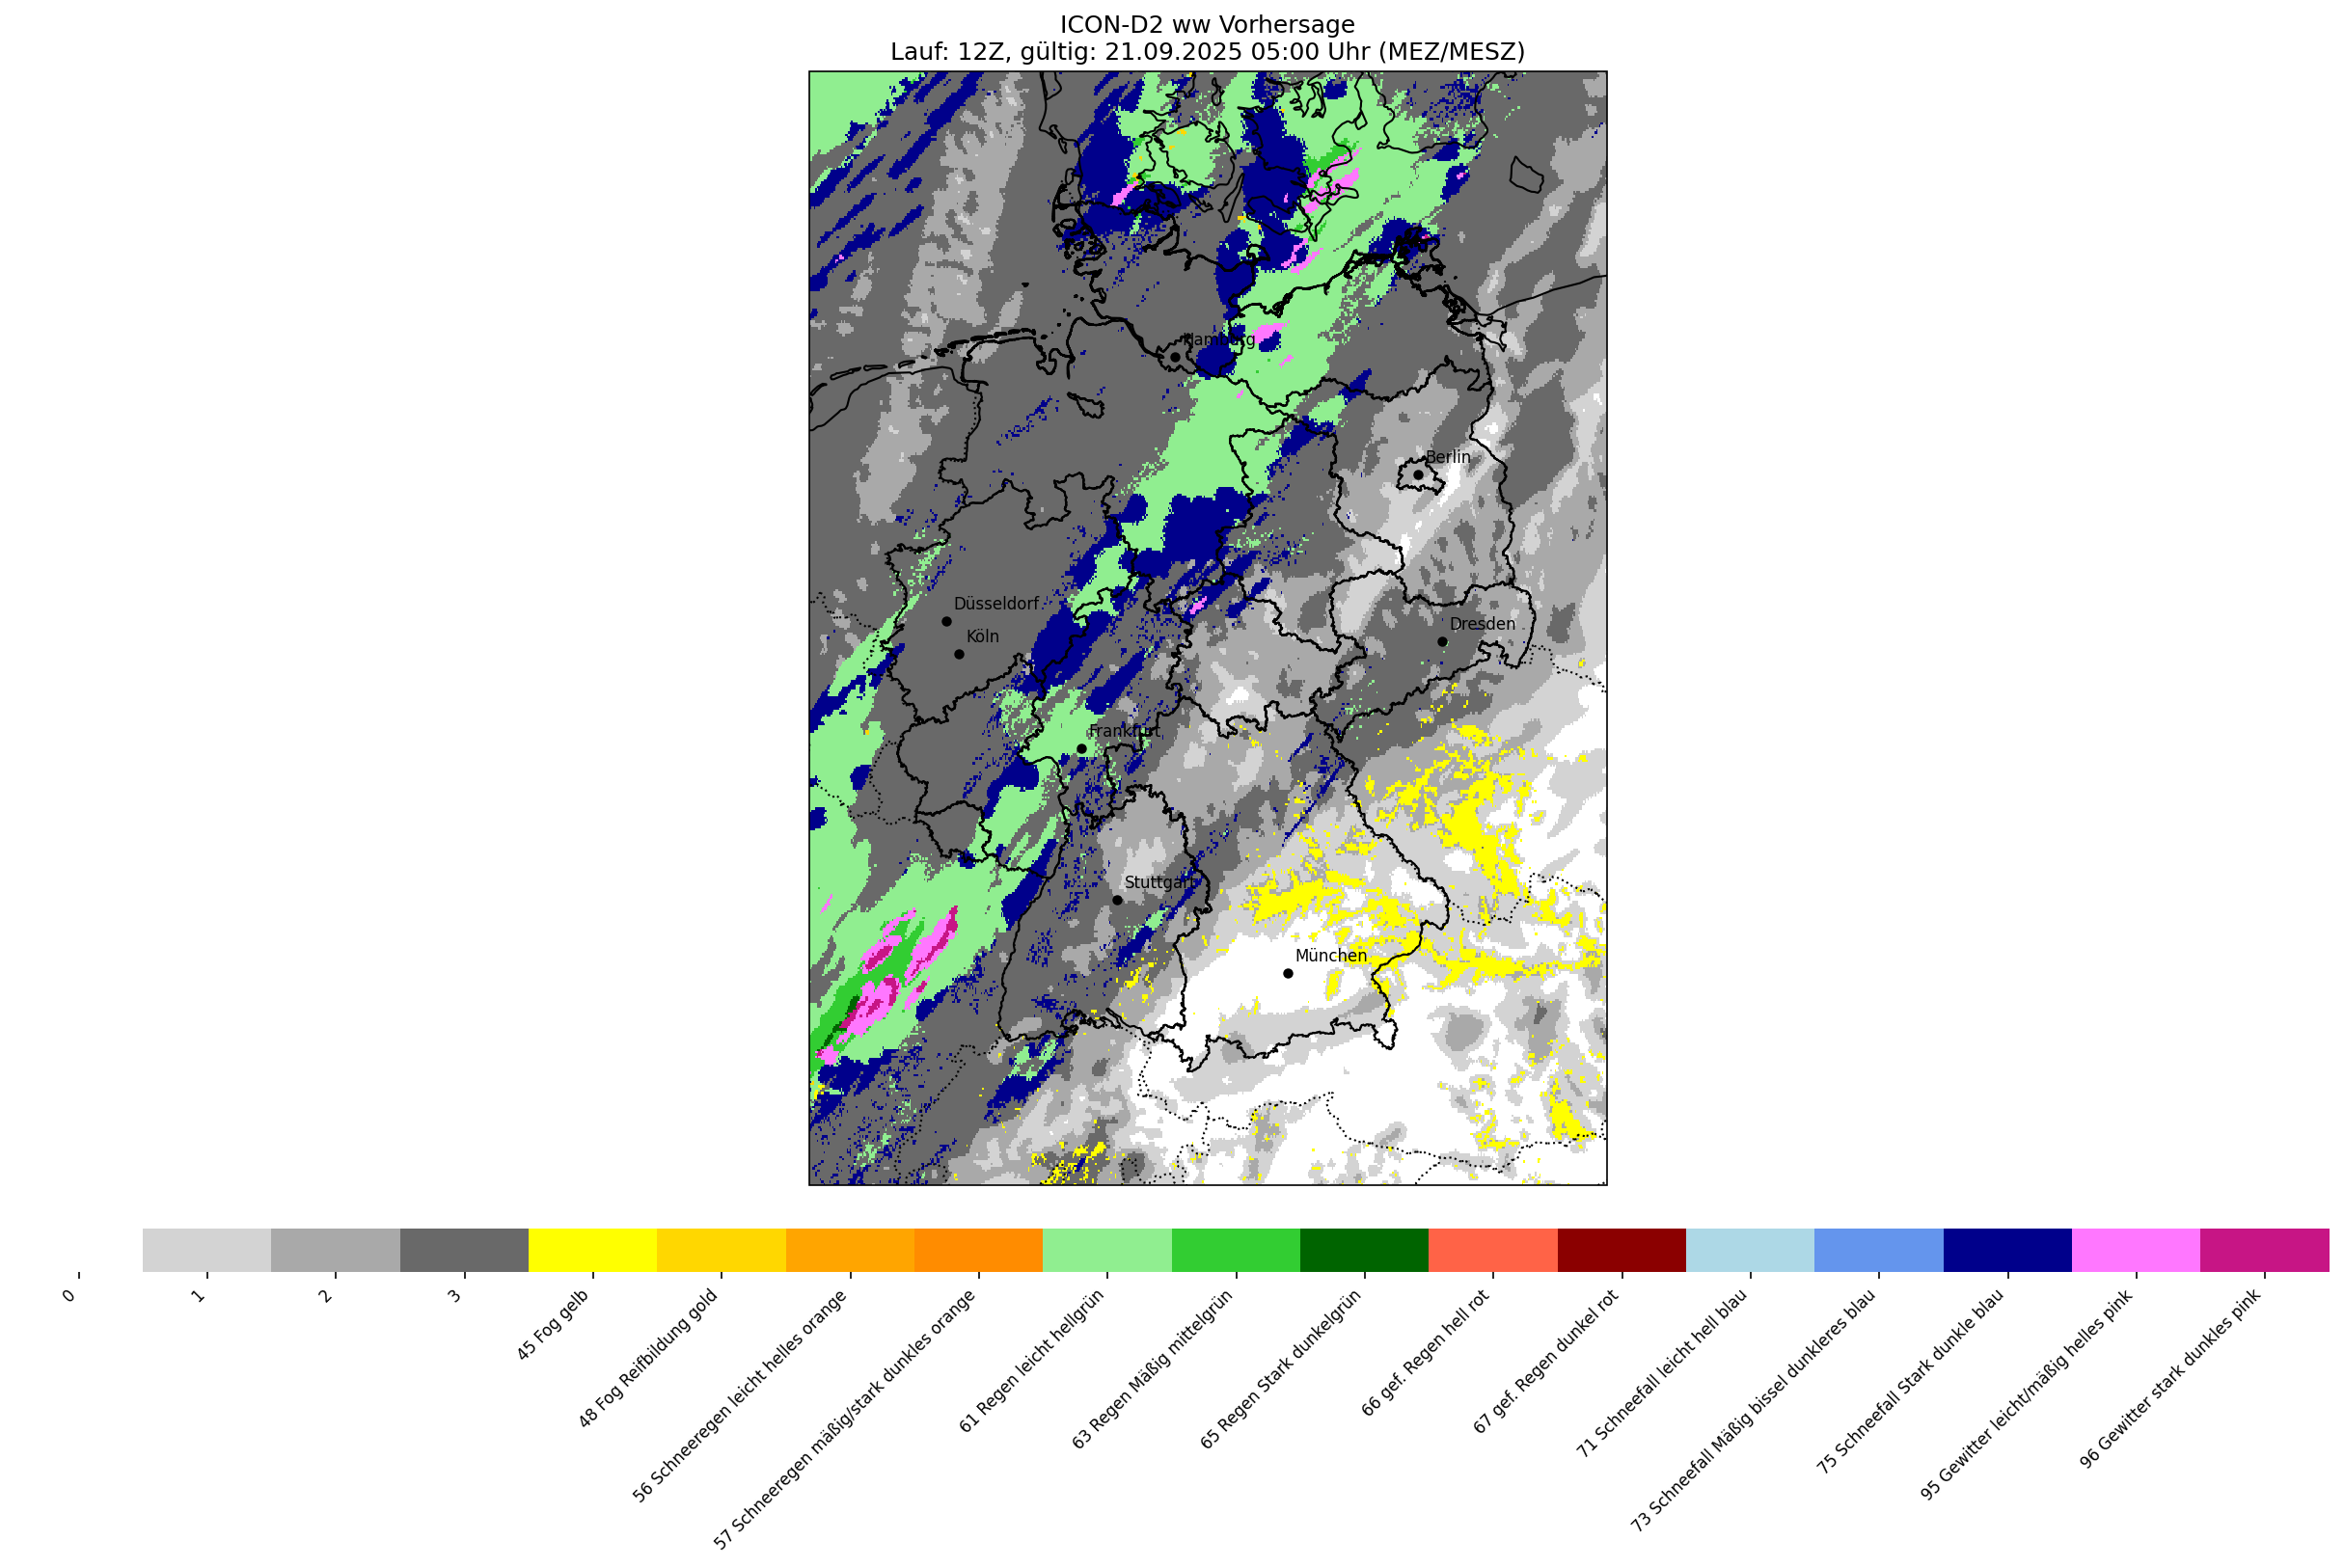 ICON-D2 ww Vorhersage
Lauf: 12Z, gültig: 21.09.2025 05:00 Uhr (MEZ/MESZ)
Hamburg
Berlin
Düsseldorf
Dresden
Köln
Frankfurt
Stuttgart
München
0
1
2
3
45 Fog gelb
48 Fog Reifbildung gold
56 Schneeregen leicht helles orange
57 Schneeregen mäßig/stark dunkles orange
61 Regen leicht hellgrün
63 Regen Mäßig mittelgrün
65 Regen Stark dunkelgrün
66 gef. Regen hell rot
67 gef. Regen dunkel rot
71 Schneefall leicht hell blau
73 Schneefall Mäßig bissel dunkleres blau
75 Schneefall Stark dunkle blau
95 Gewitter leicht/mäßig helles pink
96 Gewitter stark dunkles pink